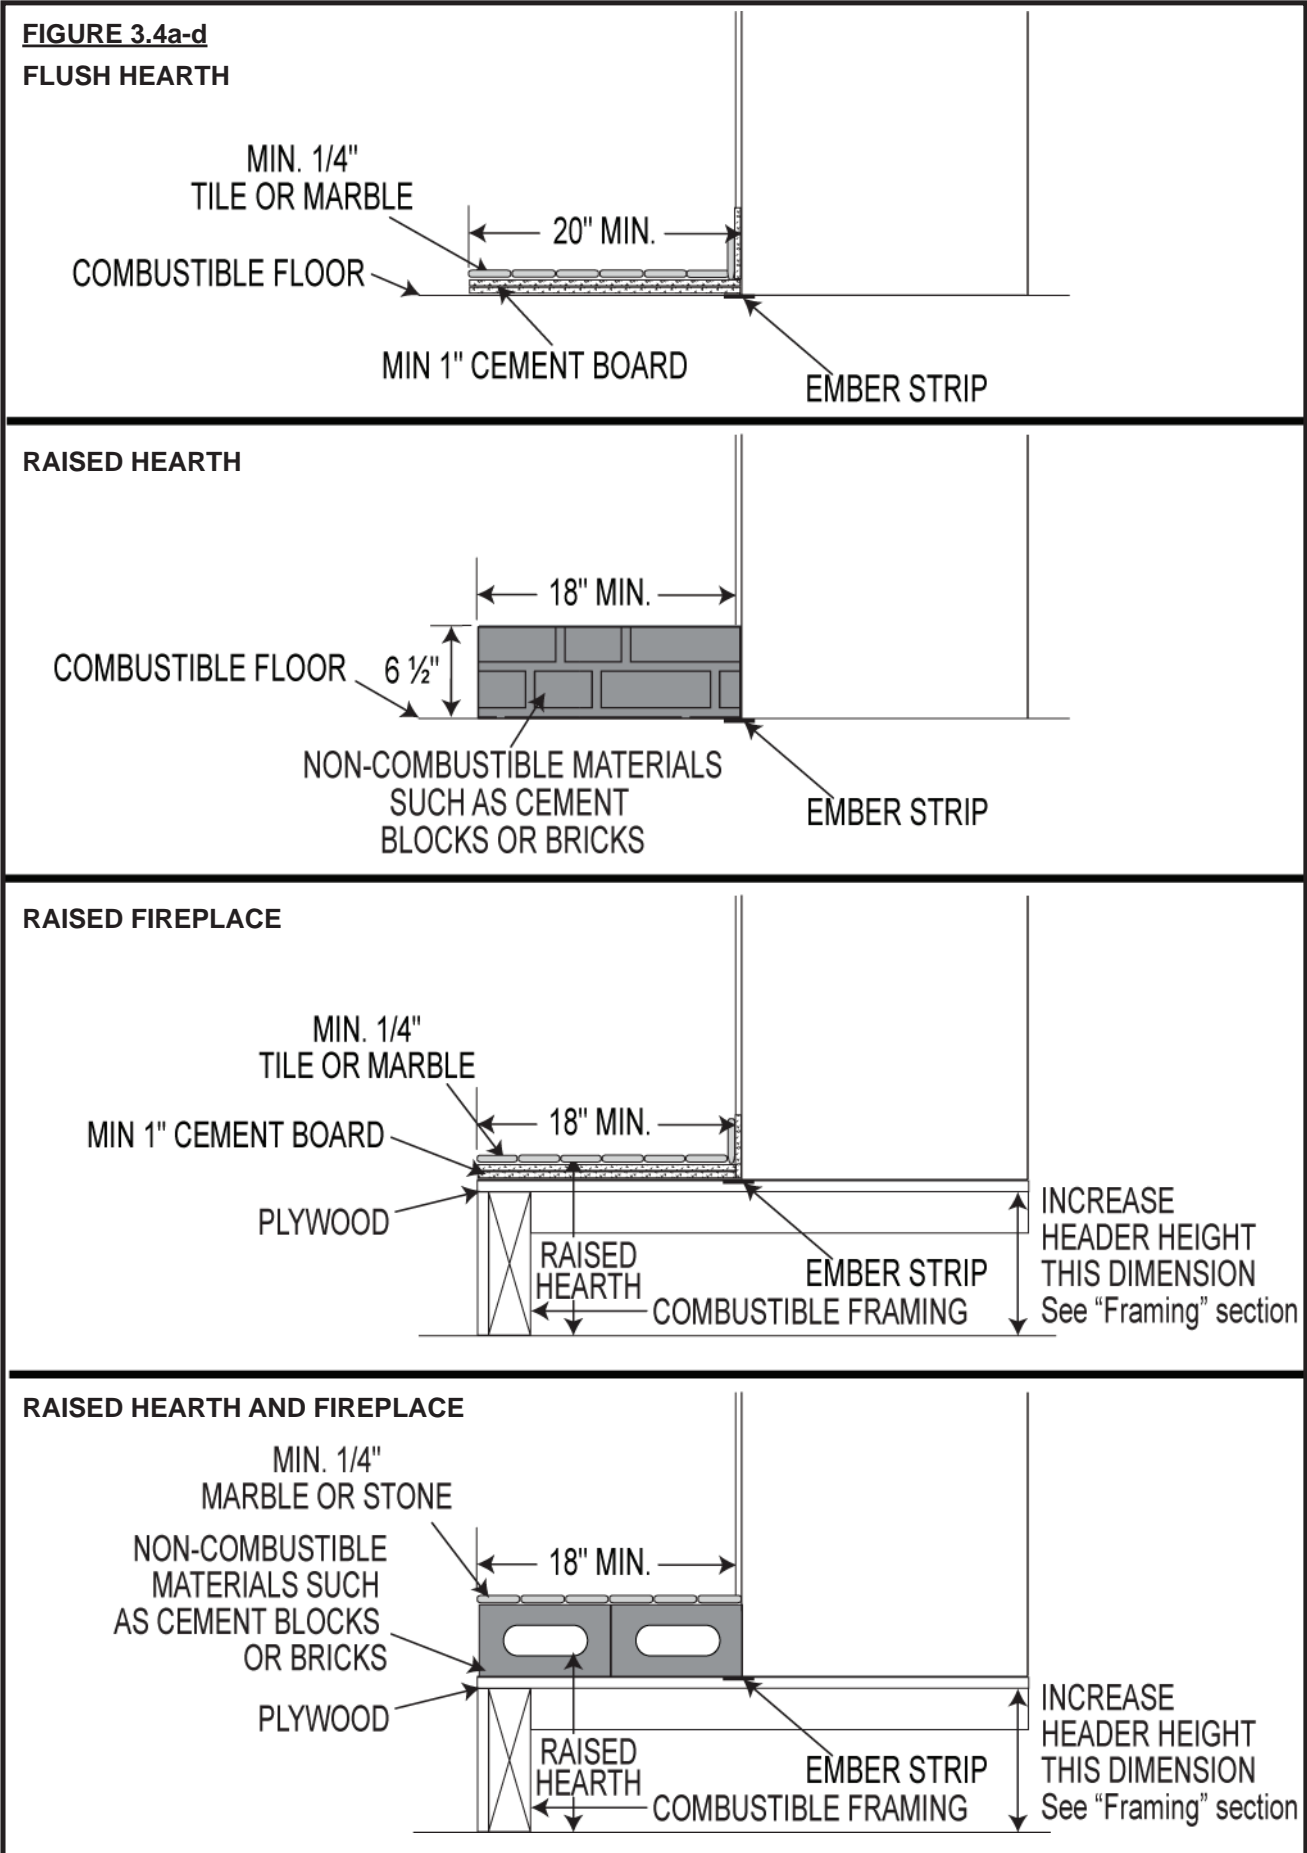 FIGURE 3.4a-d
FLUSH HEARTH
MIN. 1/4"
TILE OR MARBLE
20" MIN.
COMBUSTIBLE FLOOR
MIN 1" CEMENT BOARD
EMBER STRIP
RAISED HEARTH
18" MIN.
COMBUSTIBLE FLOOR
6 ½"
NON-COMBUSTIBLE MATERIALS
SUCH AS CEMENT
BLOCKS OR BRICKS
EMBER STRIP
RAISED FIREPLACE
MIN. 1/4"
TILE OR MARBLE
18" MIN.
MIN 1" CEMENT BOARD
PLYWOOD
RAISED
HEARTH
EMBER STRIP
COMBUSTIBLE FRAMING
INCREASE
HEADER HEIGHT
THIS DIMENSION
See “Framing” section
RAISED HEARTH AND FIREPLACE
MIN. 1/4"
MARBLE OR STONE
NON-COMBUSTIBLE
MATERIALS SUCH
AS CEMENT BLOCKS
OR BRICKS
18" MIN.
PLYWOOD
RAISED
HEARTH
EMBER STRIP
COMBUSTIBLE FRAMING
INCREASE
HEADER HEIGHT
THIS DIMENSION
See “Framing” section